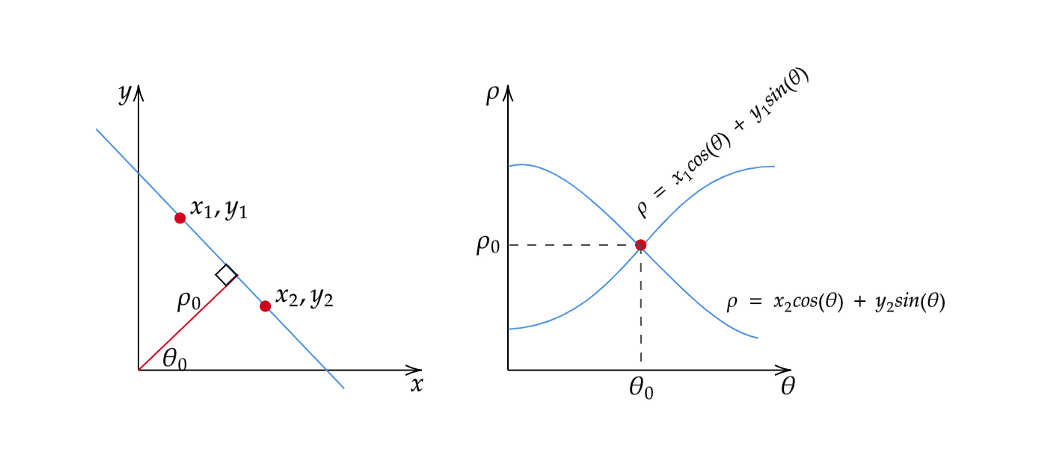 y
x₁, y₁
x₂, y₂
ρ₀
θ₀
x
ρ
ρ = x₁cos(θ) + y₁sin(θ)
ρ₀
ρ = x₂cos(θ) + y₂sin(θ)
θ₀
θ